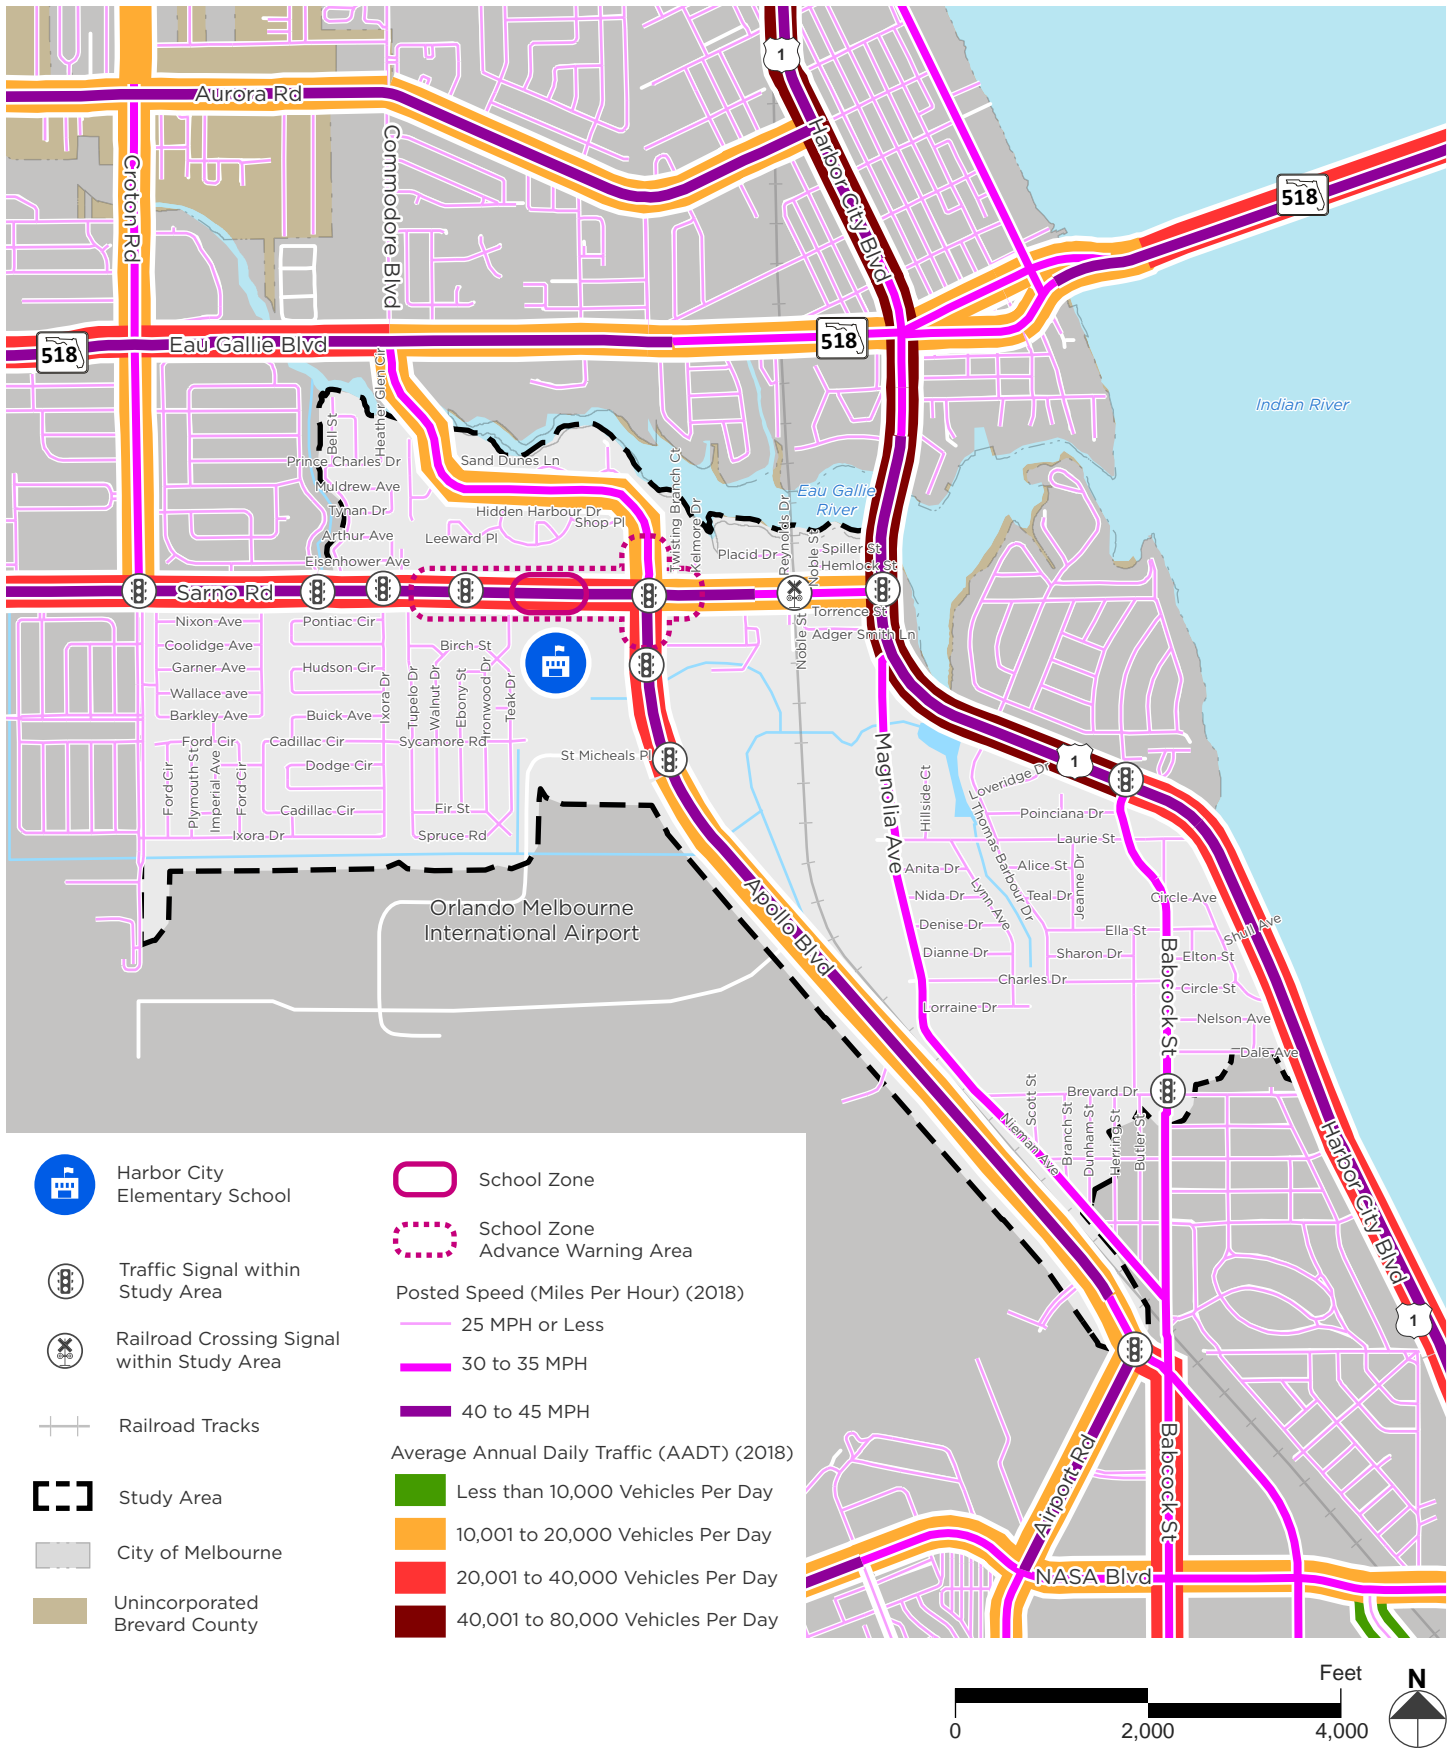 1
Aurora Rd
Croton Rd
Commodore Blvd
Harbor City Blvd
518
518
518
Eau Gallie Blvd
Indian River
Heather Glen Cir
Bell St
Prince Charles Dr
Sand Dunes Ln
Muldrew Ave
Tynan Dr
Hidden Harbour Dr
Shop Pl
Arthur Ave
Leeward Pl
Eisenhower Ave
Twisting Branch Ct
Kelmore Dr
Eau Gallie
River
Reynolds Dr
Noble St
Placid Dr
Spiller St
Hemlock St
Sarno Rd
Torrence St
Adger Smith Ln
Noble St
Nixon Ave
Pontiac Cir
Coolidge Ave
Birch St
Garner Ave
Hudson Cir
Wallace ave
Barkley Ave
Buick Ave
Ixora Dr
Tupelo Dr
Walnut Dr
Ebony St
Ironwood Dr
Teak Dr
Ford Cir
Cadillac Cir
Sycamore Rd
St Micheals Pl
Dodge Cir
Ford Cir
Plymouth St
Imperial Ave
Ford Cir
Cadillac Cir
Fir St
Ixora Dr
Spruce Rd
Magnolia Ave
Hillside Ct
1
Loveridge Dr
Thomas Barbour Dr
Poinciana Dr
Laurie St
Anita Dr
Alice St
Jeanne Dr
Nida Dr
Lynn Ave
Teal Dr
Circle Ave
Denise Dr
Ella St
Shull Ave
Dianne Dr
Sharon Dr
Elton St
Charles Dr
Circle St
Lorraine Dr
Nelson Ave
Dale Ave
Babcock St
Orlando Melbourne
International Airport
Apollo Blvd
Brevard Dr
Scott St
Branch St
Dunham St
Herring St
Butler St
Nieman Ave
Harbor City Blvd
1
Babcock St
Airport Rd
NASA Blvd
Harbor City
Elementary School
Traffic Signal within
Study Area
Railroad Crossing Signal
within Study Area
Railroad Tracks
Study Area
City of Melbourne
Unincorporated
Brevard County
School Zone
School Zone
Advance Warning Area
Posted Speed (Miles Per Hour) (2018)
25 MPH or Less
30 to 35 MPH
40 to 45 MPH
Average Annual Daily Traffic (AADT) (2018)
Less than 10,000 Vehicles Per Day
10,001 to 20,000 Vehicles Per Day
20,001 to 40,000 Vehicles Per Day
40,001 to 80,000 Vehicles Per Day
Feet
0
2,000
4,000
N